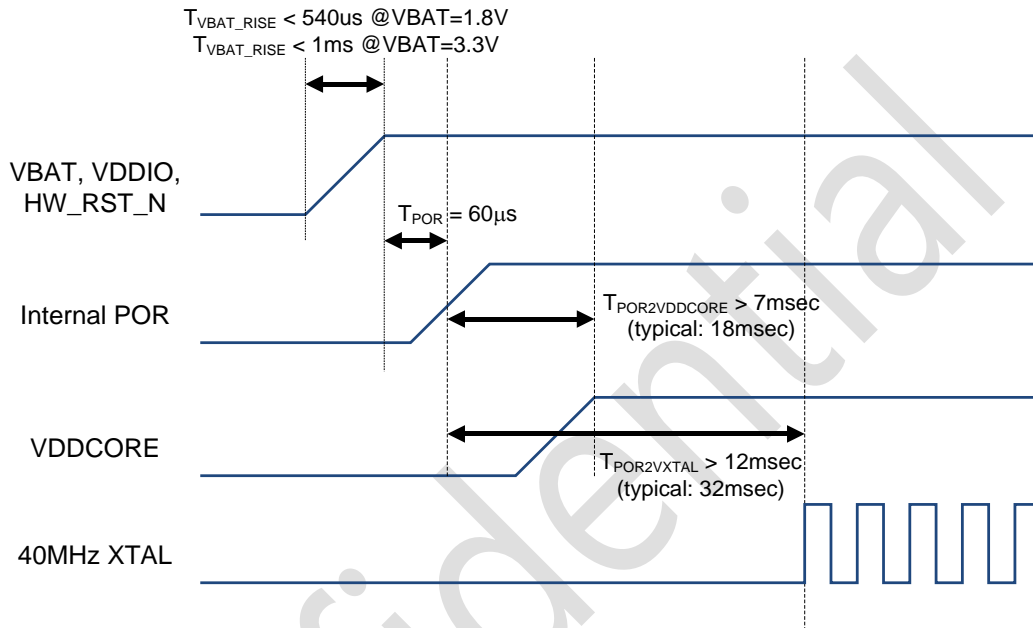 TVBAT_RISE < 540us @VBAT=1.8V
TVBAT_RISE < 1ms @VBAT=3.3V
VBAT, VDDIO,
HW_RST_N
TPOR = 60μs
Internal POR
TPOR2VDDCORE > 7msec
(typical: 18msec)
VDDCORE
TPOR2VXTAL > 12msec
(typical: 32msec)
40MHz XTAL
fidential